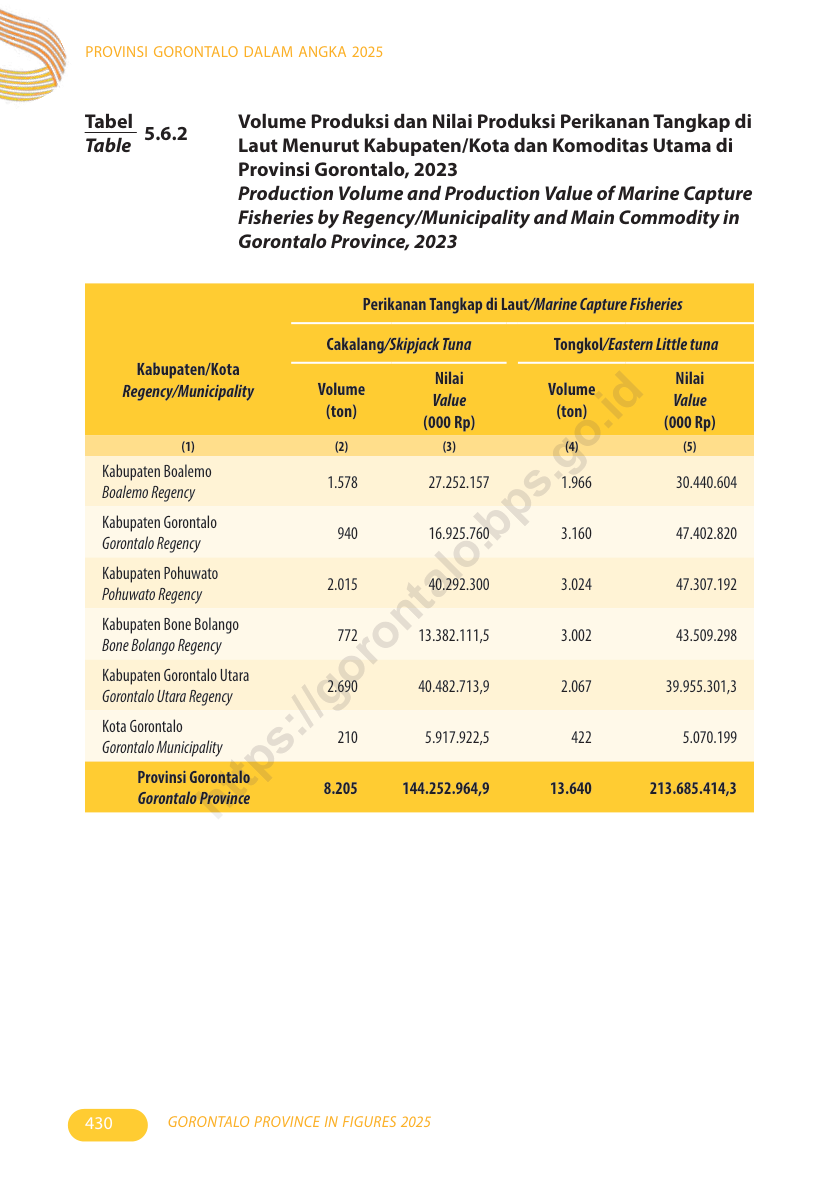 PROVINSI GORONTALO DALAM ANGKA 2025
Tabel
Table
5.6.2
Volume Produksi dan Nilai Produksi Perikanan Tangkap di
Laut Menurut Kabupaten/Kota dan Komoditas Utama di
Provinsi Gorontalo, 2023
Production Volume and Production Value of Marine Capture
Fisheries by Regency/Municipality and Main Commodity in
Gorontalo Province, 2023
Kabupaten/Kota
Regency/Municipality
Perikanan Tangkap di Laut/Marine Capture Fisheries
Cakalang/Skipjack Tuna Tongkol/Eastern Little tuna
Volume
(ton)
Nilai
Value
(000 Rp)
Volume
(ton)
Nilai
Value
(000 Rp)
(1) (2) (3) (4) (5)
Kabupaten Boalemo
Boalemo Regency
1.578 27.252.157 1.966 30.440.604
Kabupaten Gorontalo
Gorontalo Regency
940 16.925.760 3.160 47.402.820
Kabupaten Pohuwato
Pohuwato Regency
2.015 40.292.300 3.024 47.307.192
Kabupaten Bone Bolango
Bone Bolango Regency
772 13.382.111,5 3.002 43.509.298
Kabupaten Gorontalo Utara
Gorontalo Utara Regency
2.690 40.482.713,9 2.067 39.955.301,3
Kota Gorontalo
Gorontalo Municipality
210 5.917.922,5 422 5.070.199
Provinsi Gorontalo
Gorontalo Province
8.205 144.252.964,9 13.640 213.685.414,3
https://gorontalo.bps.go.id
430
GORONTALO PROVINCE IN FIGURES 2025